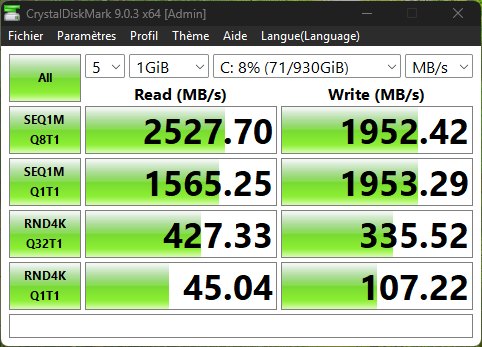 CrystalDiskMark 9.0.3 x64 [Admin]
Fichier Paramètres Profil Thème Aide Langue(Language)
All 5 1GiB C: 8% (71/930GiB) MB/s
Read (MB/s) Write (MB/s)
SEQ1M
Q8T1 2527.70 1952.42
SEQ1M
Q1T1 1565.25 1953.29
RND4K
Q32T1 427.33 335.52
RND4K
Q1T1 45.04 107.22